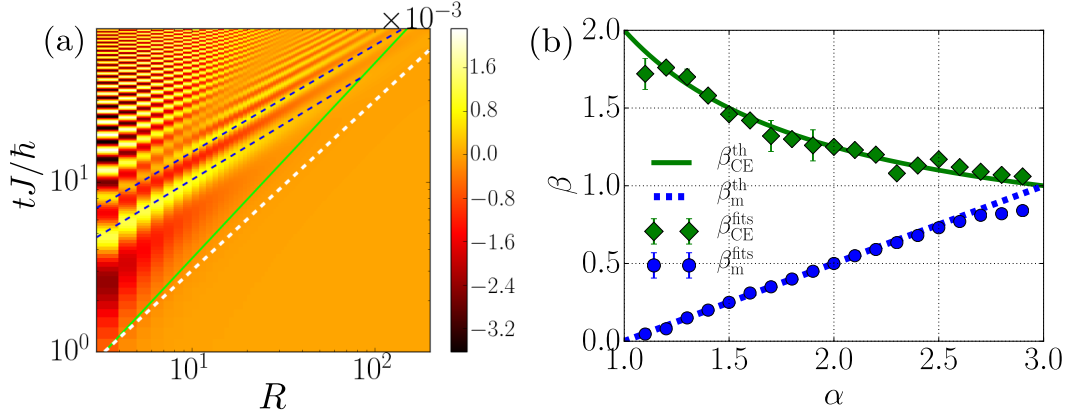 (a)
× 10⁻³
tJ/ħ
10¹
10⁰
10¹
10²
R
1.6
0.8
0.0
−0.8
−1.6
−2.4
−3.2
(b)
β
2.0
1.5
1.0
0.5
0.0
β_CE^th
β_m^th
β_CE^fits
β_m^fits
1.0 1.5 2.0 2.5 3.0
α